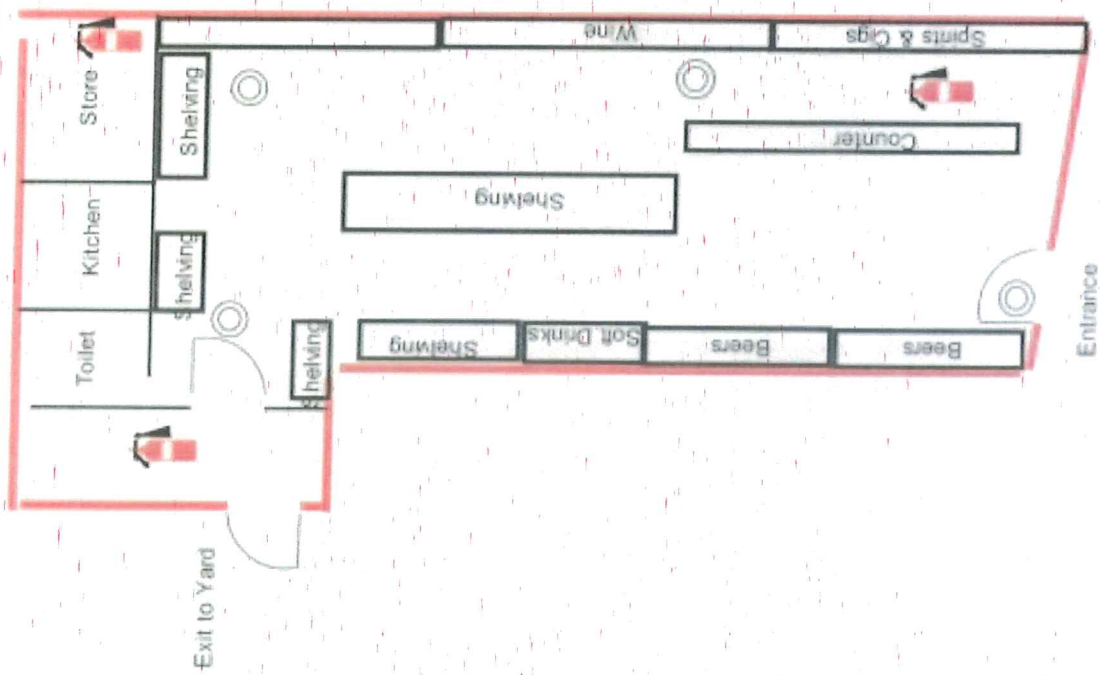 Wine
Spirits & Cigs
Store
Shelving
Counter
Shelving
Kitchen
Shelving
Toilet
Shelving
Shelving
Soft Drinks
Beers
Beers
Entrance
Exit to Yard